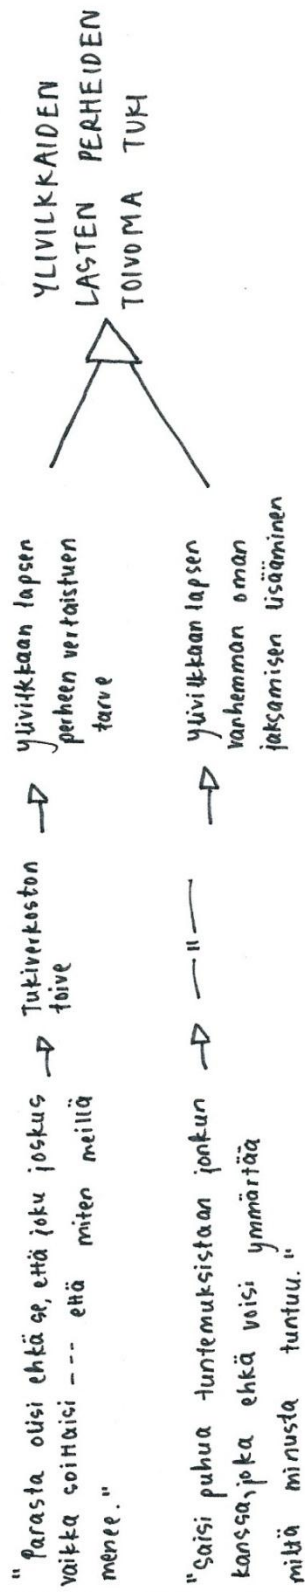 "Parasta olisi ehkä se, että joku joskus
vaikka soittaisi --- että miten meillä
menee."
Tukiverkoston
toive
ylivilkkaan lapsen
perheen vertaistuen
tarve
"Saisi puhua tuntemuksistaan jonkun
kanssa, joka ehkä voisi ymmärtää
miltä minusta tuntuu."
—"—
ylivilkkaan lapsen
vanhemman oman
jaksamisen lisääminen
YLIVILKKAIDEN
LASTEN PERHEIDEN
TOIVOMA TUKI